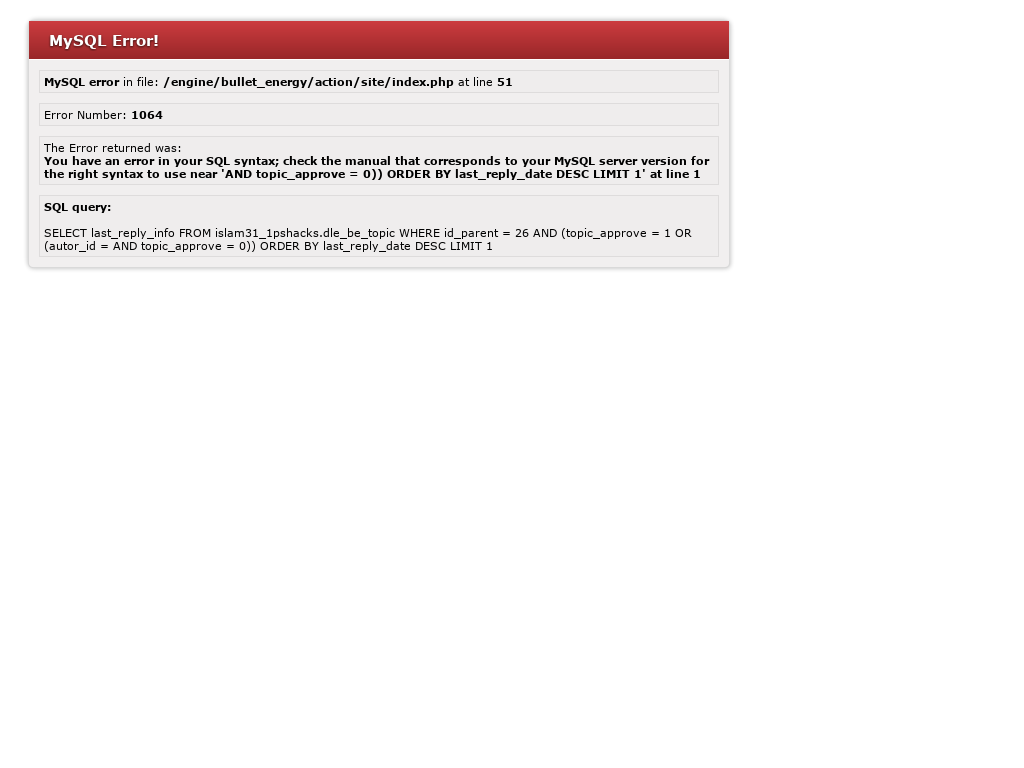 MySQL Error!
MySQL error in file: /engine/bullet_energy/action/site/index.php at line 51
Error Number: 1064
The Error returned was:
You have an error in your SQL syntax; check the manual that corresponds to your MySQL server version for
the right syntax to use near 'AND topic_approve = 0)) ORDER BY last_reply_date DESC LIMIT 1' at line 1
SQL query:
SELECT last_reply_info FROM islam31_1pshacks.dle_be_topic WHERE id_parent = 26 AND (topic_approve = 1 OR
(autor_id = AND topic_approve = 0)) ORDER BY last_reply_date DESC LIMIT 1